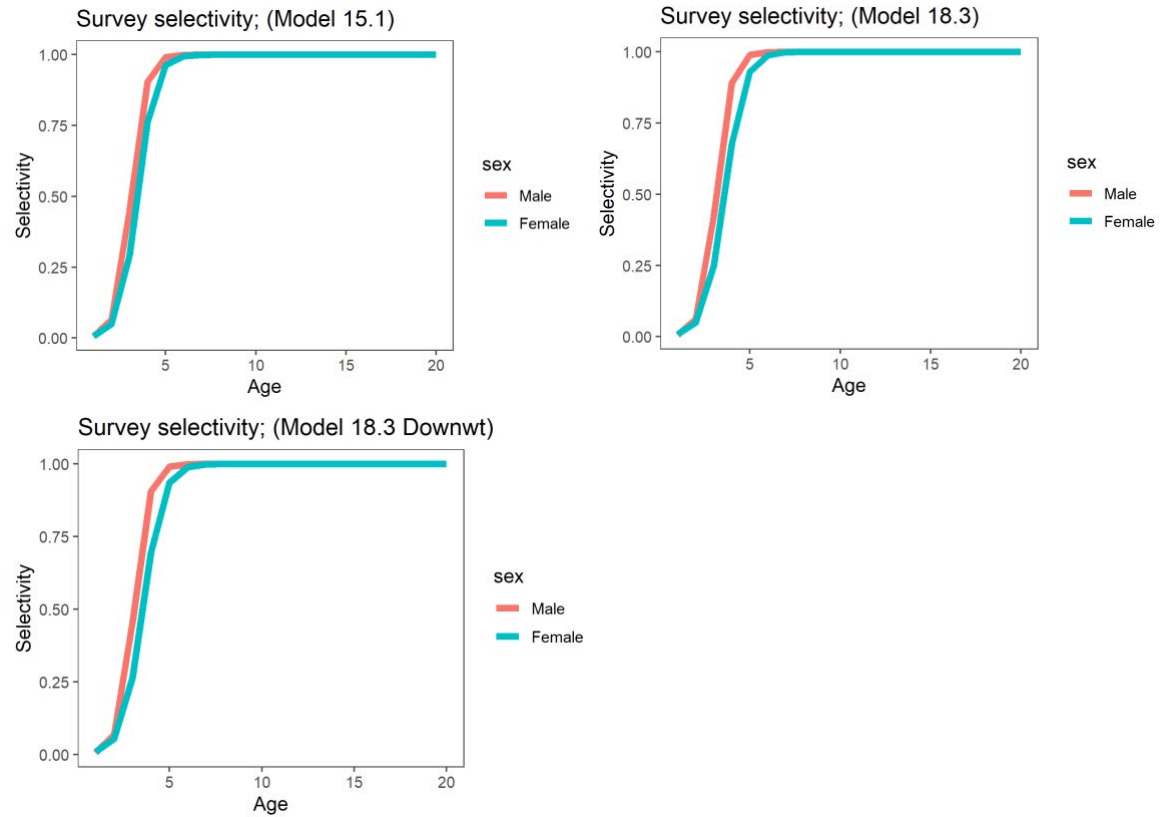 Survey selectivity; (Model 15.1)
1.00
0.75
0.50
0.25
0.00
Selectivity
5 10 15 20
Age
sex
Male
Female
Survey selectivity; (Model 18.3)
1.00
0.75
0.50
0.25
0.00
Selectivity
5 10 15 20
Age
sex
Male
Female
Survey selectivity; (Model 18.3 Downwt)
1.00
0.75
0.50
0.25
0.00
Selectivity
5 10 15 20
Age
sex
Male
Female